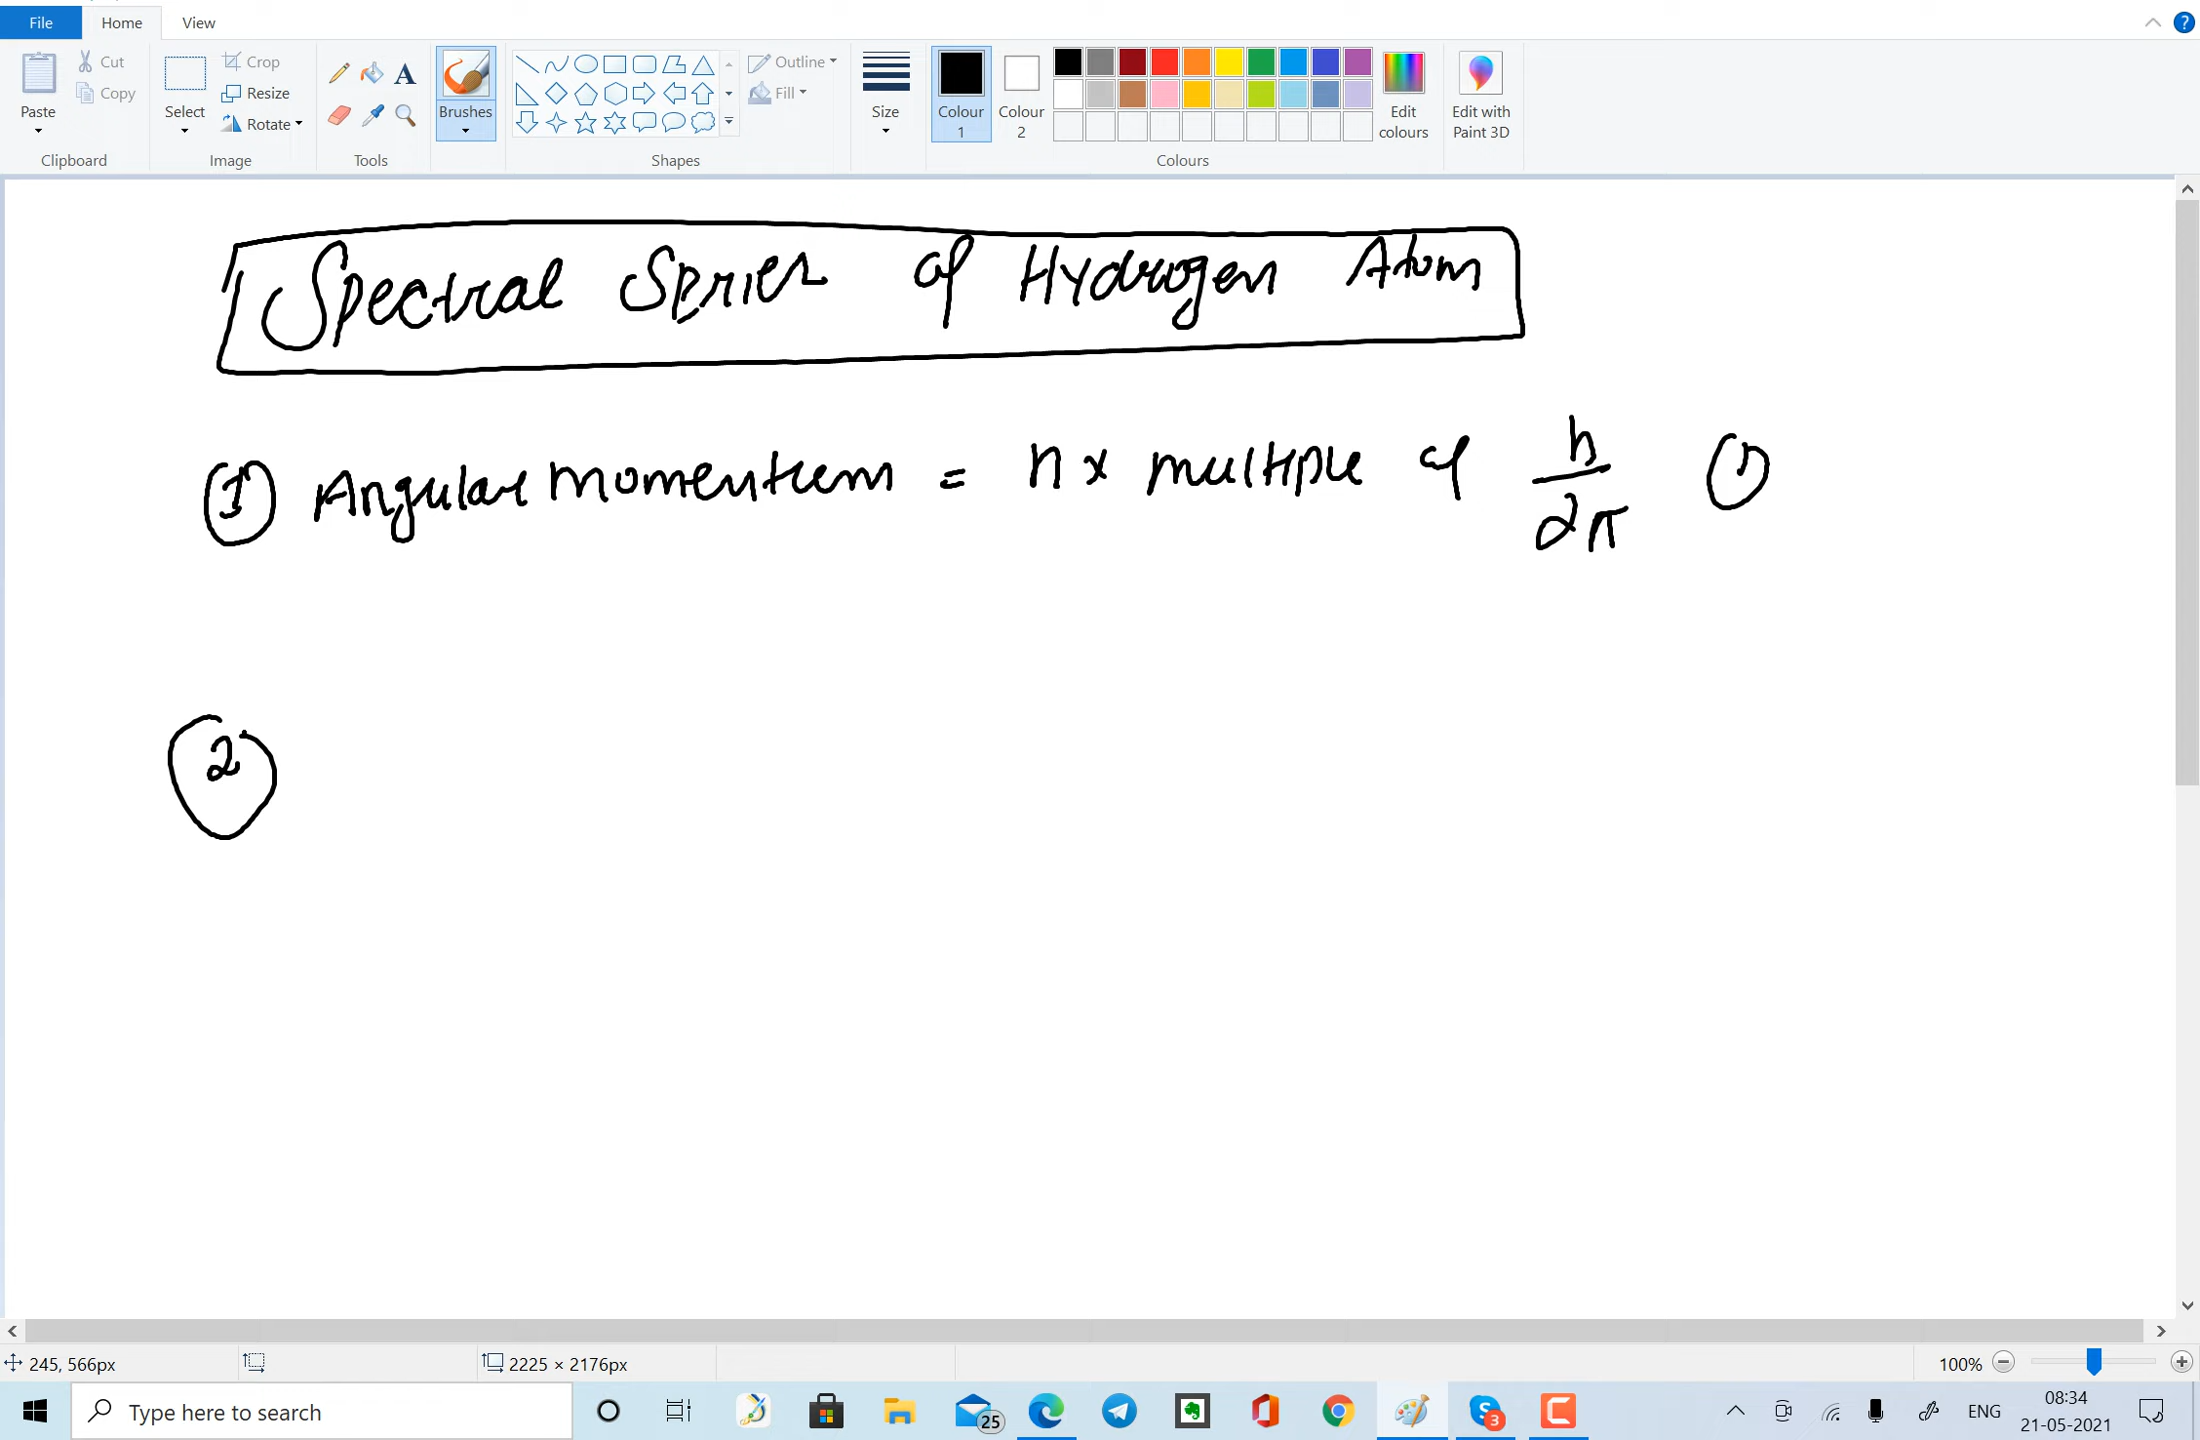 File Home View
Paste Cut Copy Clipboard
Select Crop Resize Rotate Image
Tools
Brushes
Shapes Outline Fill
Size
Colour 1 Colour 2 Edit colours Colours
Edit with Paint 3D
Spectral Series of Hydrogen Atom
① Angular momentum = n x multiple of h/2π ①
②
245, 566px 2225 × 2176px 100%
Type here to search 25 3 ENG 08:34
21-05-2021